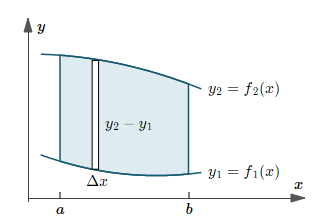 y
y₂ = f₂(x)
y₂ − y₁
y₁ = f₁(x)
Δx
x
a b